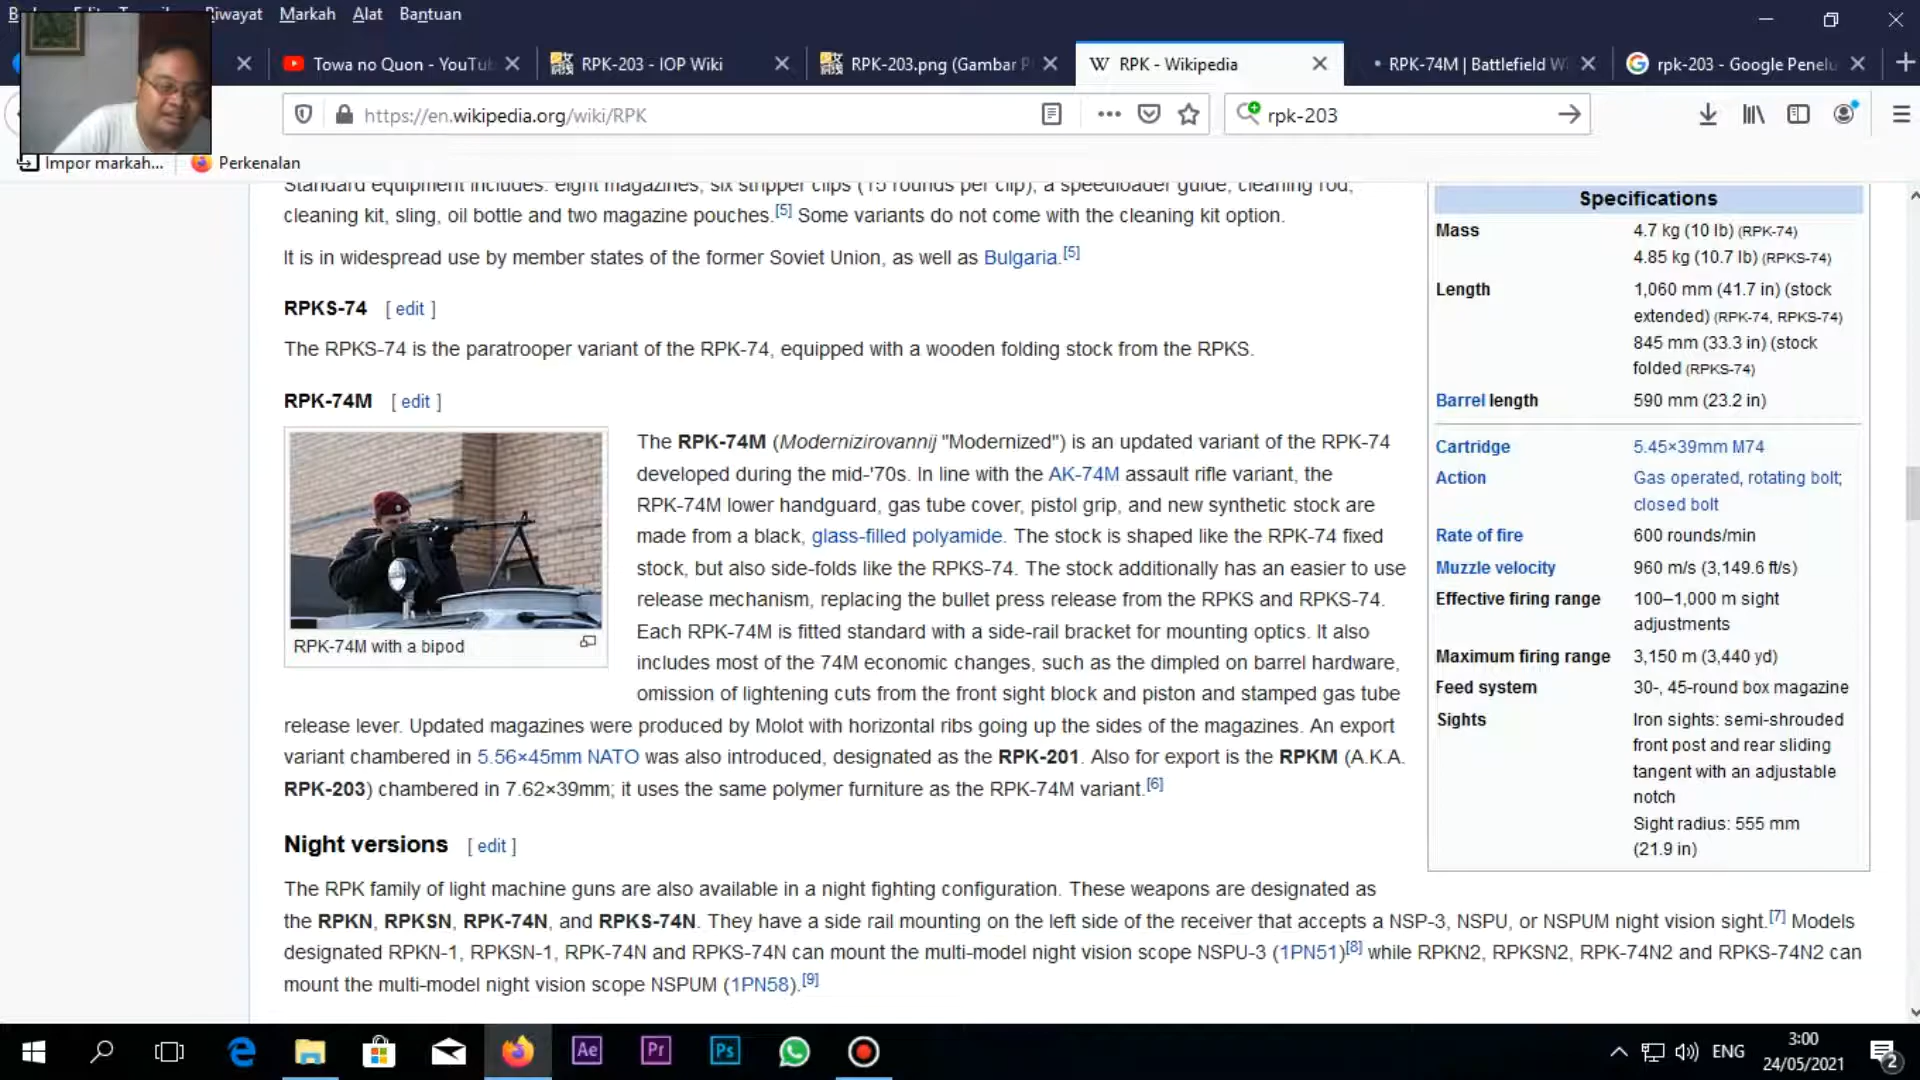 Riwayat Markah Alat Bantuan
Towa no Quon - YouTu
RPK-203 - IOP Wiki
RPK-203.png (Gambar
RPK - Wikipedia
RPK-74M | Battlefield
rpk-203 - Google Penelu
https://en.wikipedia.org/wiki/RPK
rpk-203
Impor markah...
Perkenalan
Standard equipment includes: eight magazines, six stripper clips (15 rounds per clip), a speedloader guide, cleaning rod,
cleaning kit, sling, oil bottle and two magazine pouches.[5] Some variants do not come with the cleaning kit option.
It is in widespread use by member states of the former Soviet Union, as well as Bulgaria.[5]
RPKS-74 [ edit ]
The RPKS-74 is the paratrooper variant of the RPK-74, equipped with a wooden folding stock from the RPKS.
RPK-74M [ edit ]
RPK-74M with a bipod
The RPK-74M (Modernizirovannij "Modernized") is an updated variant of the RPK-74
developed during the mid-'70s. In line with the AK-74M assault rifle variant, the
RPK-74M lower handguard, gas tube cover, pistol grip, and new synthetic stock are
made from a black, glass-filled polyamide. The stock is shaped like the RPK-74 fixed
stock, but also side-folds like the RPKS-74. The stock additionally has an easier to use
release mechanism, replacing the bullet press release from the RPKS and RPKS-74.
Each RPK-74M is fitted standard with a side-rail bracket for mounting optics. It also
includes most of the 74M economic changes, such as the dimpled on barrel hardware,
omission of lightening cuts from the front sight block and piston and stamped gas tube
release lever. Updated magazines were produced by Molot with horizontal ribs going up the sides of the magazines. An export
variant chambered in 5.56×45mm NATO was also introduced, designated as the RPK-201. Also for export is the RPKM (A.K.A.
RPK-203) chambered in 7.62×39mm; it uses the same polymer furniture as the RPK-74M variant.[6]
Night versions [ edit ]
The RPK family of light machine guns are also available in a night fighting configuration. These weapons are designated as
the RPKN, RPKSN, RPK-74N, and RPKS-74N. They have a side rail mounting on the left side of the receiver that accepts a NSP-3, NSPU, or NSPUM night vision sight.[7] Models
designated RPKN-1, RPKSN-1, RPK-74N and RPKS-74N can mount the multi-model night vision scope NSPU-3 (1PN51)[8] while RPKN2, RPKSN2, RPK-74N2 and RPKS-74N2 can
mount the multi-model night vision scope NSPUM (1PN58).[9]
Specifications
Mass 4.7 kg (10 lb) (RPK-74)
4.85 kg (10.7 lb) (RPKS-74)
Length 1,060 mm (41.7 in) (stock
extended) (RPK-74, RPKS-74)
845 mm (33.3 in) (stock
folded (RPKS-74)
Barrel length 590 mm (23.2 in)
Cartridge 5.45×39mm M74
Action Gas operated, rotating bolt;
closed bolt
Rate of fire 600 rounds/min
Muzzle velocity 960 m/s (3,149.6 ft/s)
Effective firing range 100–1,000 m sight
adjustments
Maximum firing range 3,150 m (3,440 yd)
Feed system 30-, 45-round box magazine
Sights Iron sights: semi-shrouded
front post and rear sliding
tangent with an adjustable
notch
Sight radius: 555 mm
(21.9 in)
Ae
Pr
Ps
ENG
3:00
24/05/2021
2